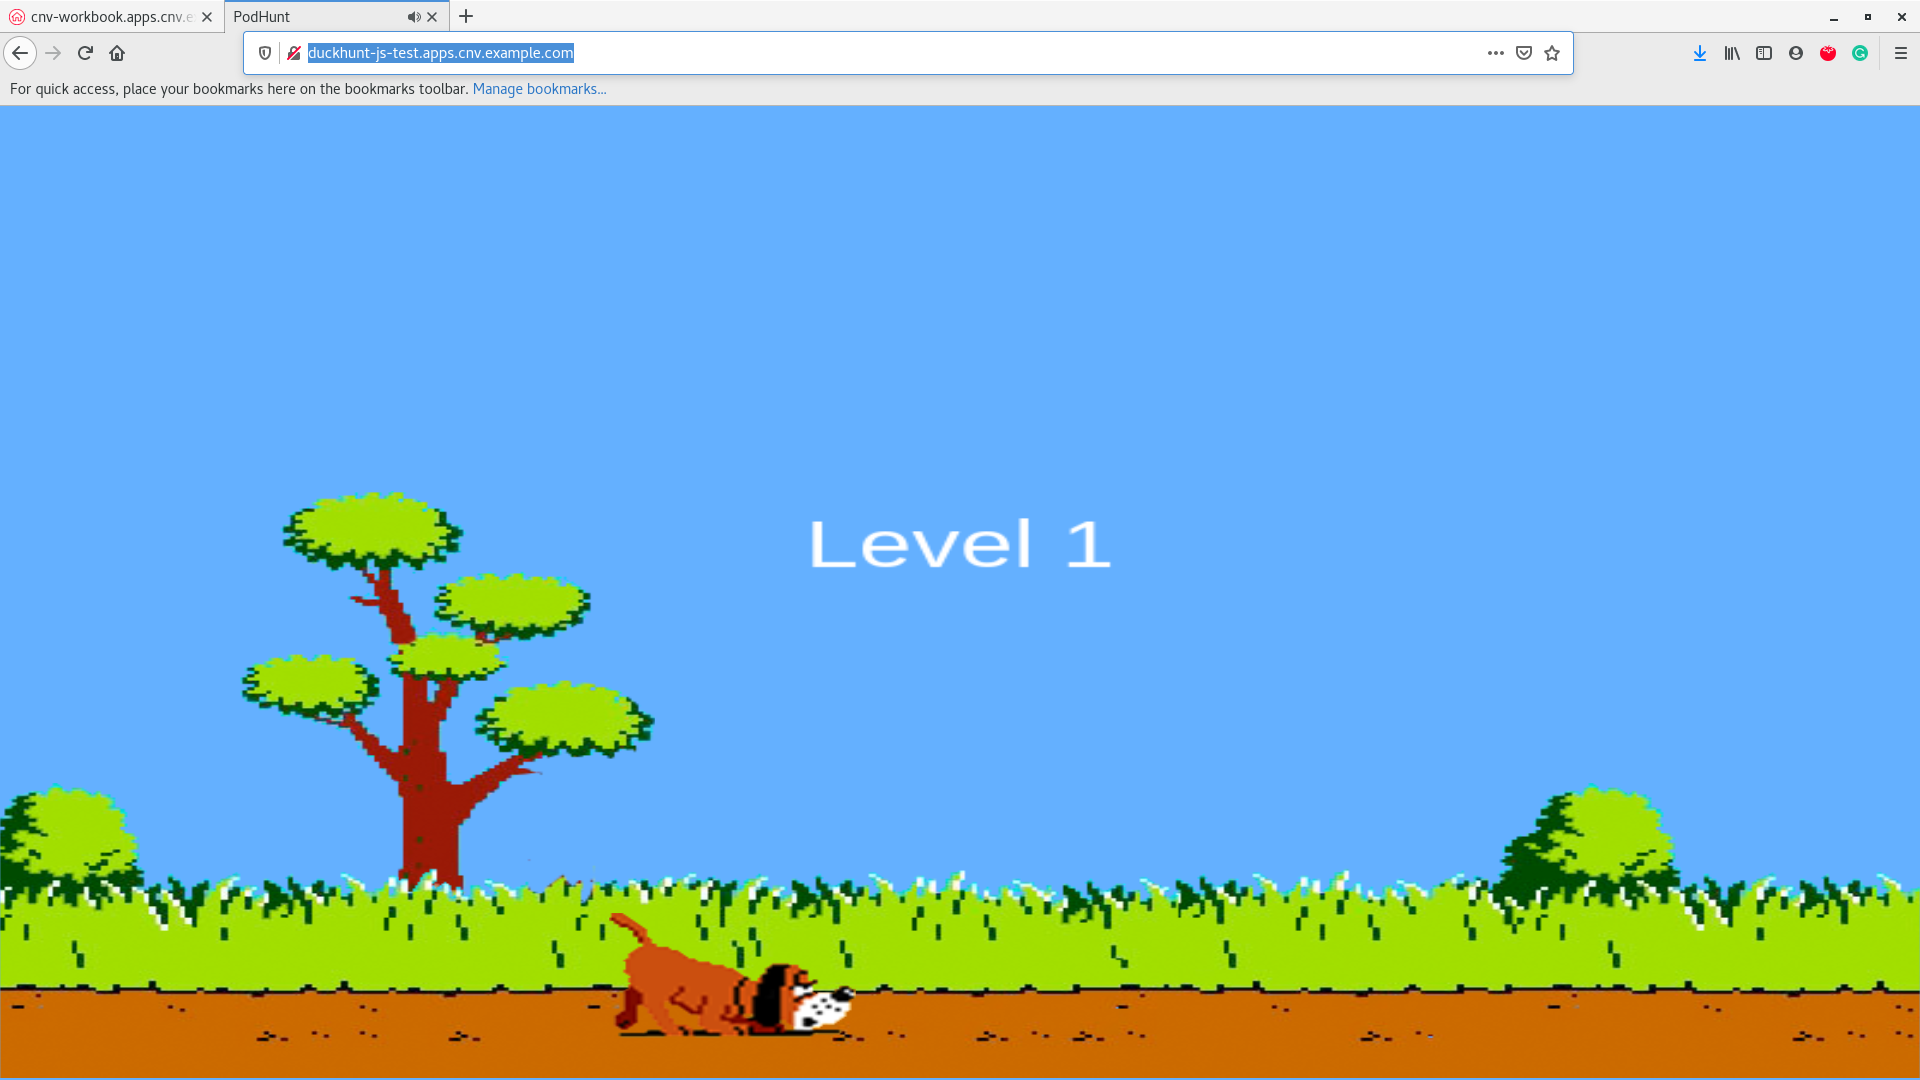 cnv-workbook.apps.cnv.e
PodHunt
duckhunt-js-test.apps.cnv.example.com
For quick access, place your bookmarks here on the bookmarks toolbar. Manage bookmarks...
Level 1